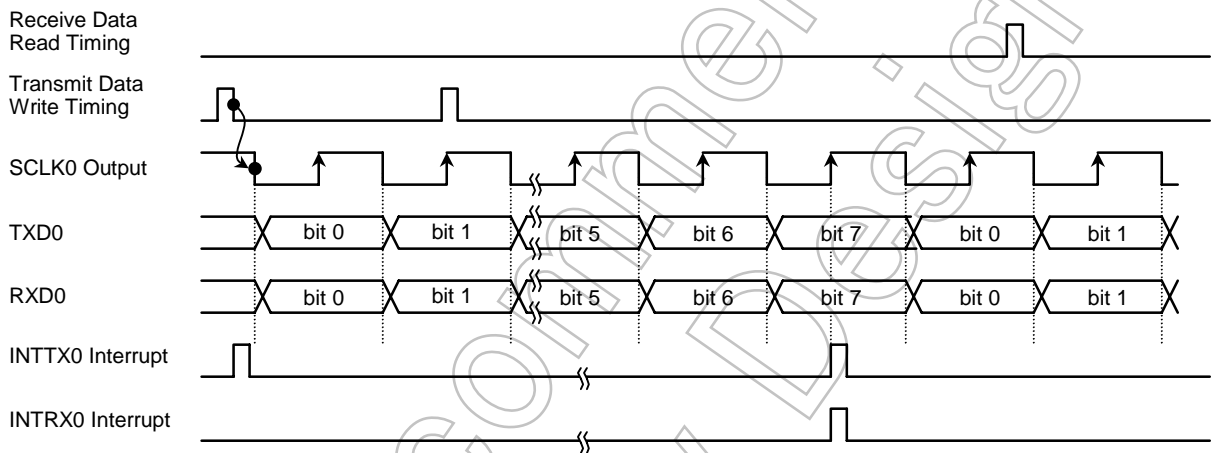 Receive Data
Read Timing
Transmit Data
Write Timing
SCLK0 Output
TXD0
bit 0 bit 1 bit 5 bit 6 bit 7 bit 0 bit 1
RXD0
bit 0 bit 1 bit 5 bit 6 bit 7 bit 0 bit 1
INTTX0 Interrupt
INTRX0 Interrupt